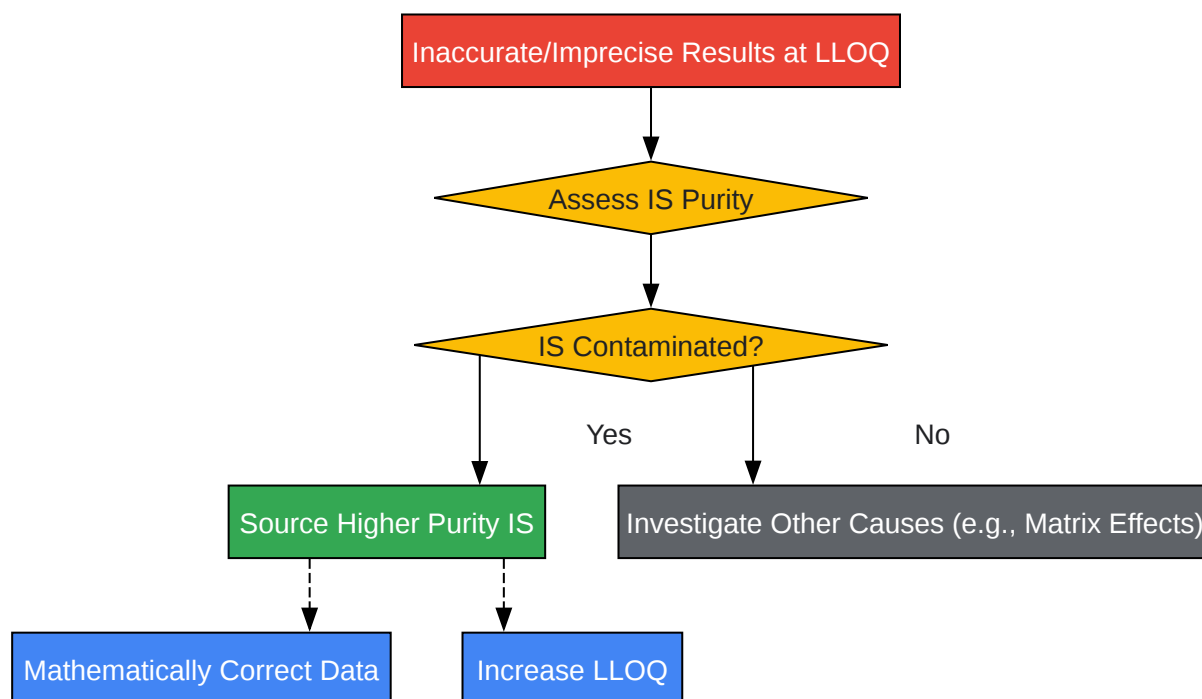 Inaccurate/Imprecise Results at LLOQ
Assess IS Purity
IS Contaminated?
Yes
No
Source Higher Purity IS
Investigate Other Causes (e.g., Matrix Effects)
Mathematically Correct Data
Increase LLOQ